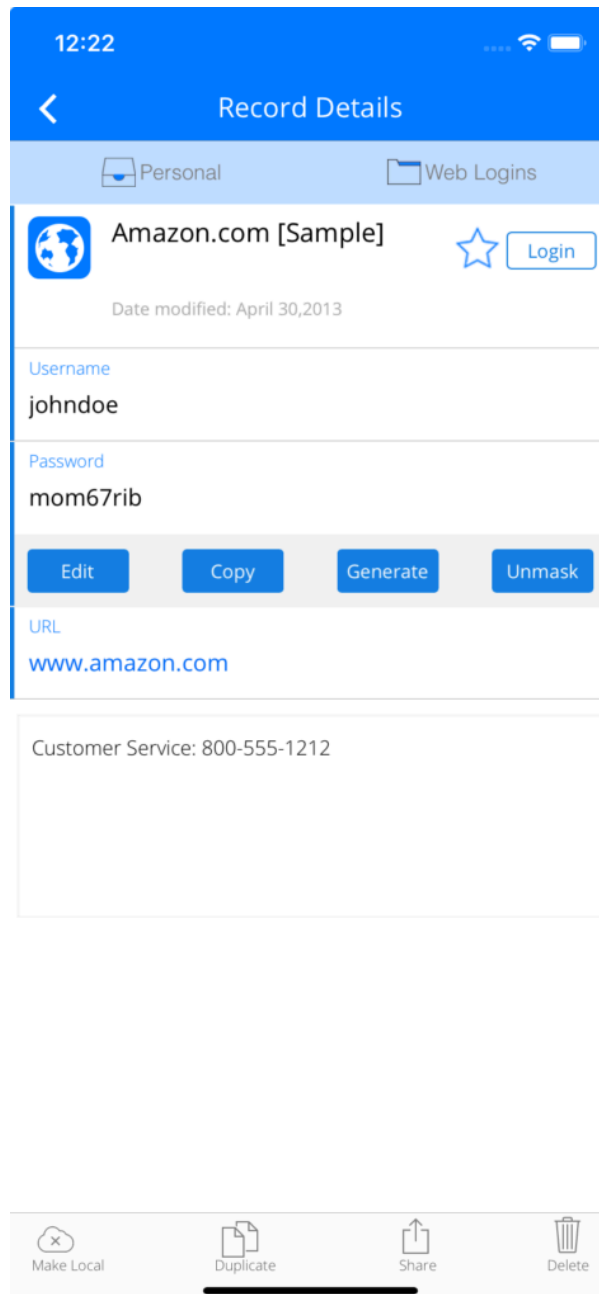 12:22
Record Details
Personal Web Logins
Amazon.com [Sample]
Login
Date modified: April 30,2013
Username
johndoe
Password
mom67rib
Edit Copy Generate Unmask
URL
www.amazon.com
Customer Service: 800-555-1212
Make Local Duplicate Share Delete